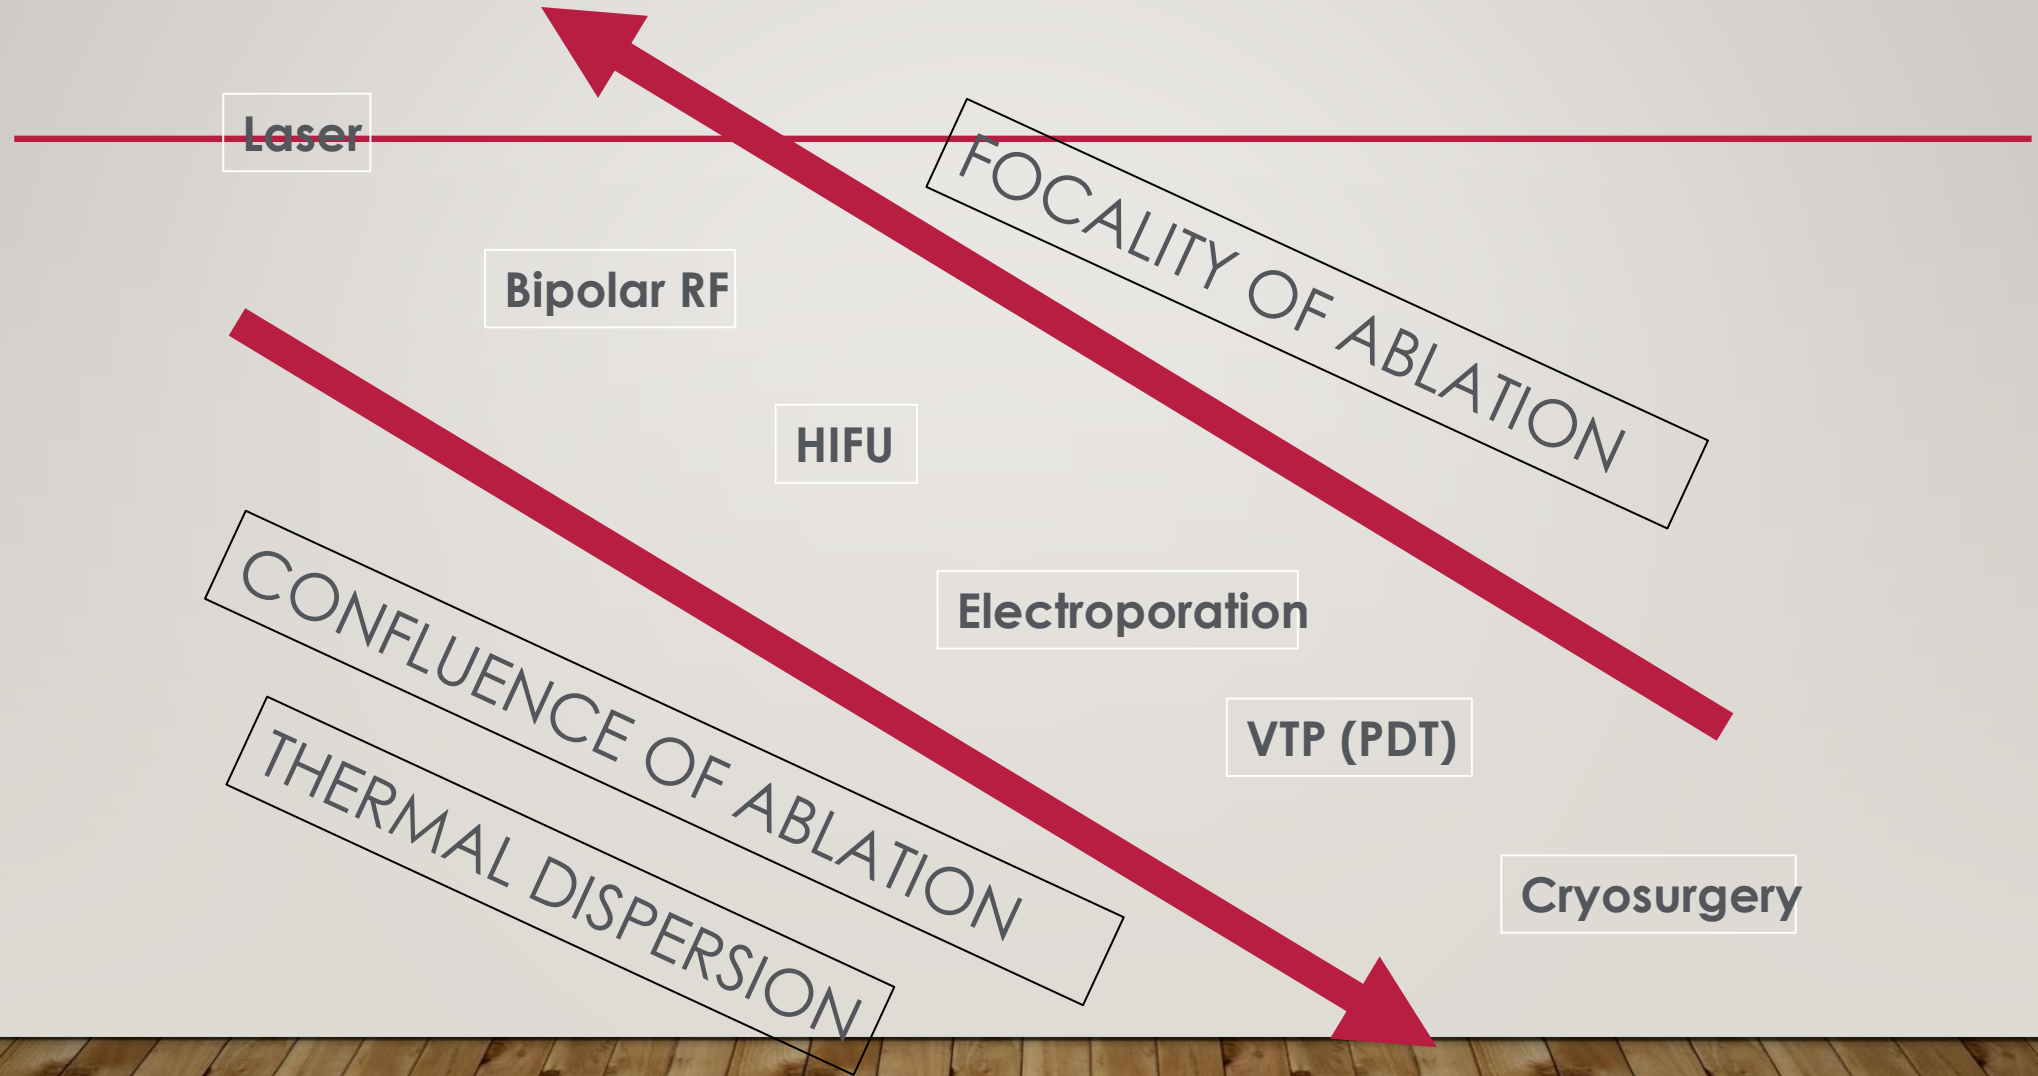 Laser
FOCALITY OF ABLATION
Bipolar RF
HIFU
CONFLUENCE OF ABLATION
Electroporation
THERMAL DISPERSION
VTP (PDT)
Cryosurgery